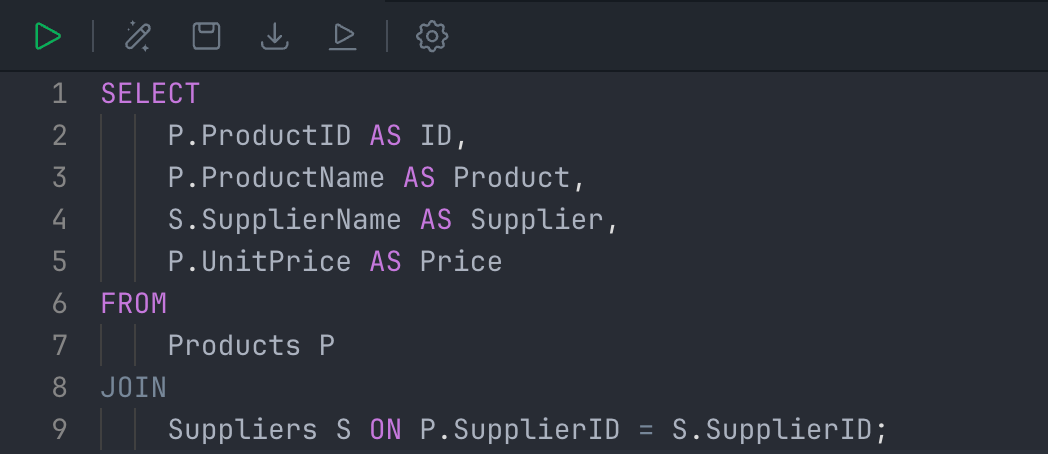 1 SELECT
2 P.ProductID AS ID,
3 P.ProductName AS Product,
4 S.SupplierName AS Supplier,
5 P.UnitPrice AS Price
6 FROM
7 Products P
8 JOIN
9 Suppliers S ON P.SupplierID = S.SupplierID;